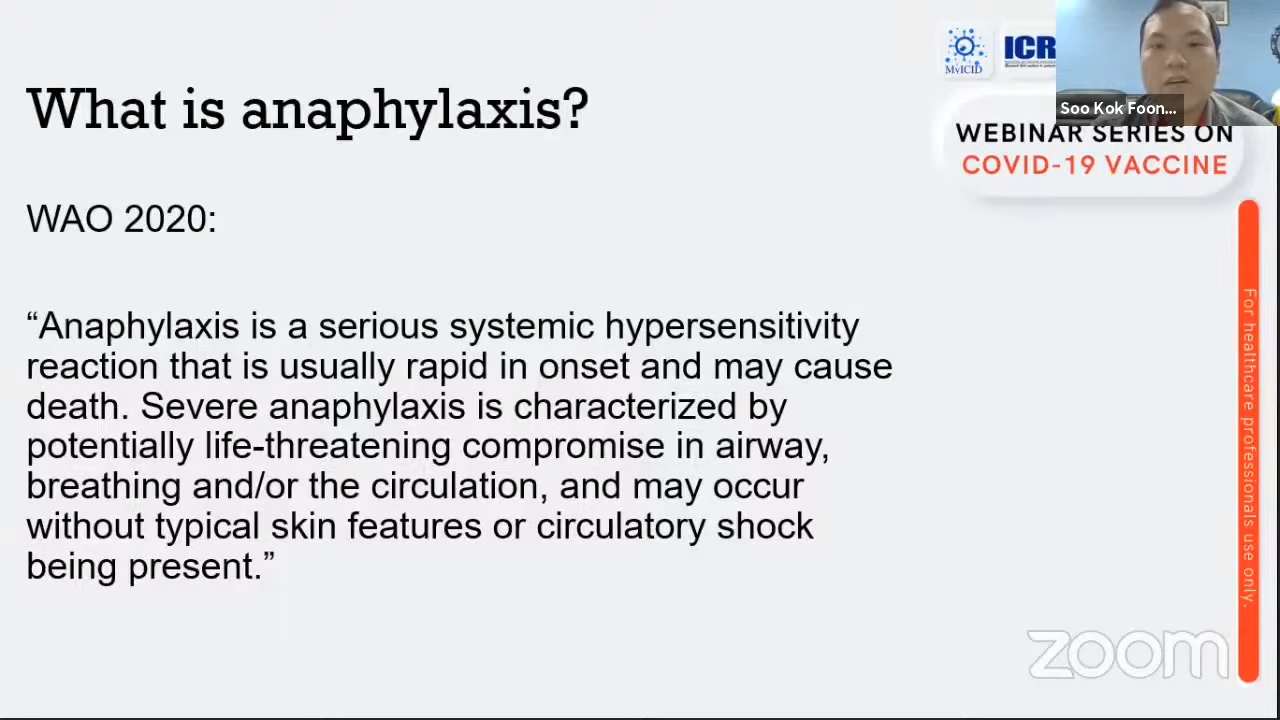 What is anaphylaxis?
WAO 2020:
“Anaphylaxis is a serious systemic hypersensitivity
reaction that is usually rapid in onset and may cause
death. Severe anaphylaxis is characterized by
potentially life-threatening compromise in airway,
breathing and/or the circulation, and may occur
without typical skin features or circulatory shock
being present.”
MyICID
ICR
Soo Kok Foon...
WEBINAR SERIES ON
COVID-19 VACCINE
For healthcare professionals use only.
zoom